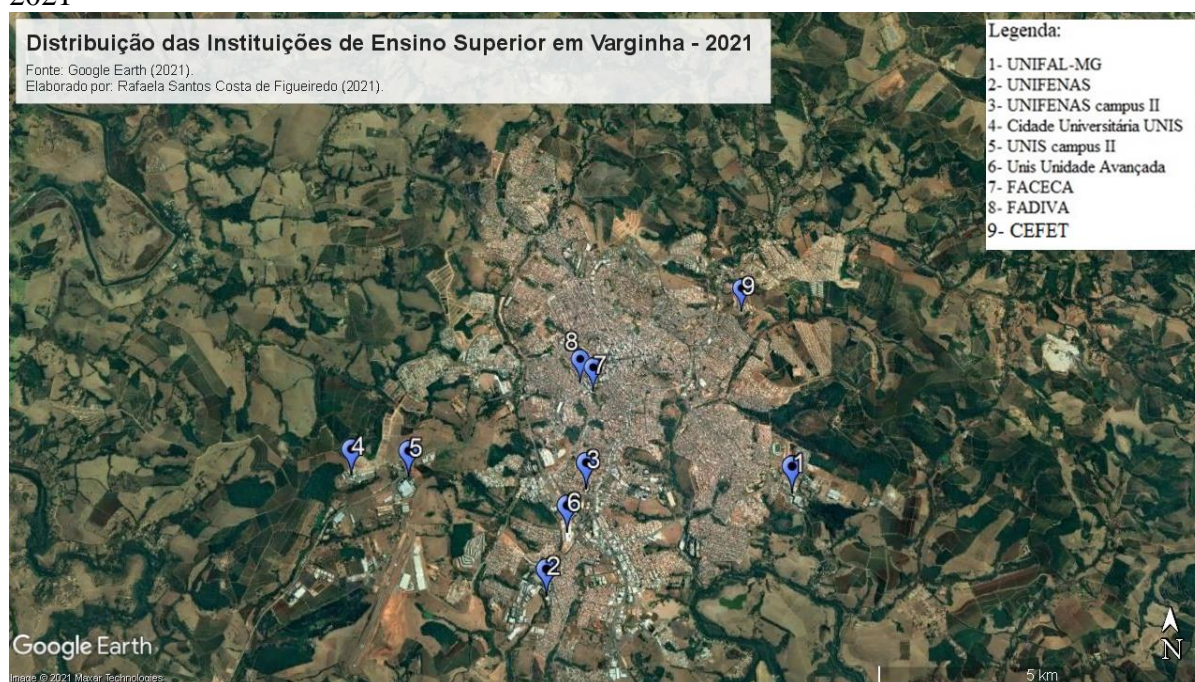 2021
Distribuição das Instituições de Ensino Superior em Varginha - 2021
Fonte: Google Earth (2021).
Elaborado por: Rafaela Santos Costa de Figueiredo (2021).
Legenda:
1- UNIFAL-MG
2- UNIFENAS
3- UNIFENAS campus II
4- Cidade Universitária UNIS
5- UNIS campus II
6- Unis Unidade Avançada
7- FACECA
8- FADIVA
9- CEFET
9
8
7
4
5
3
1
6
2
Google Earth
N
Image © 2021 Maxar Technologies
5 km